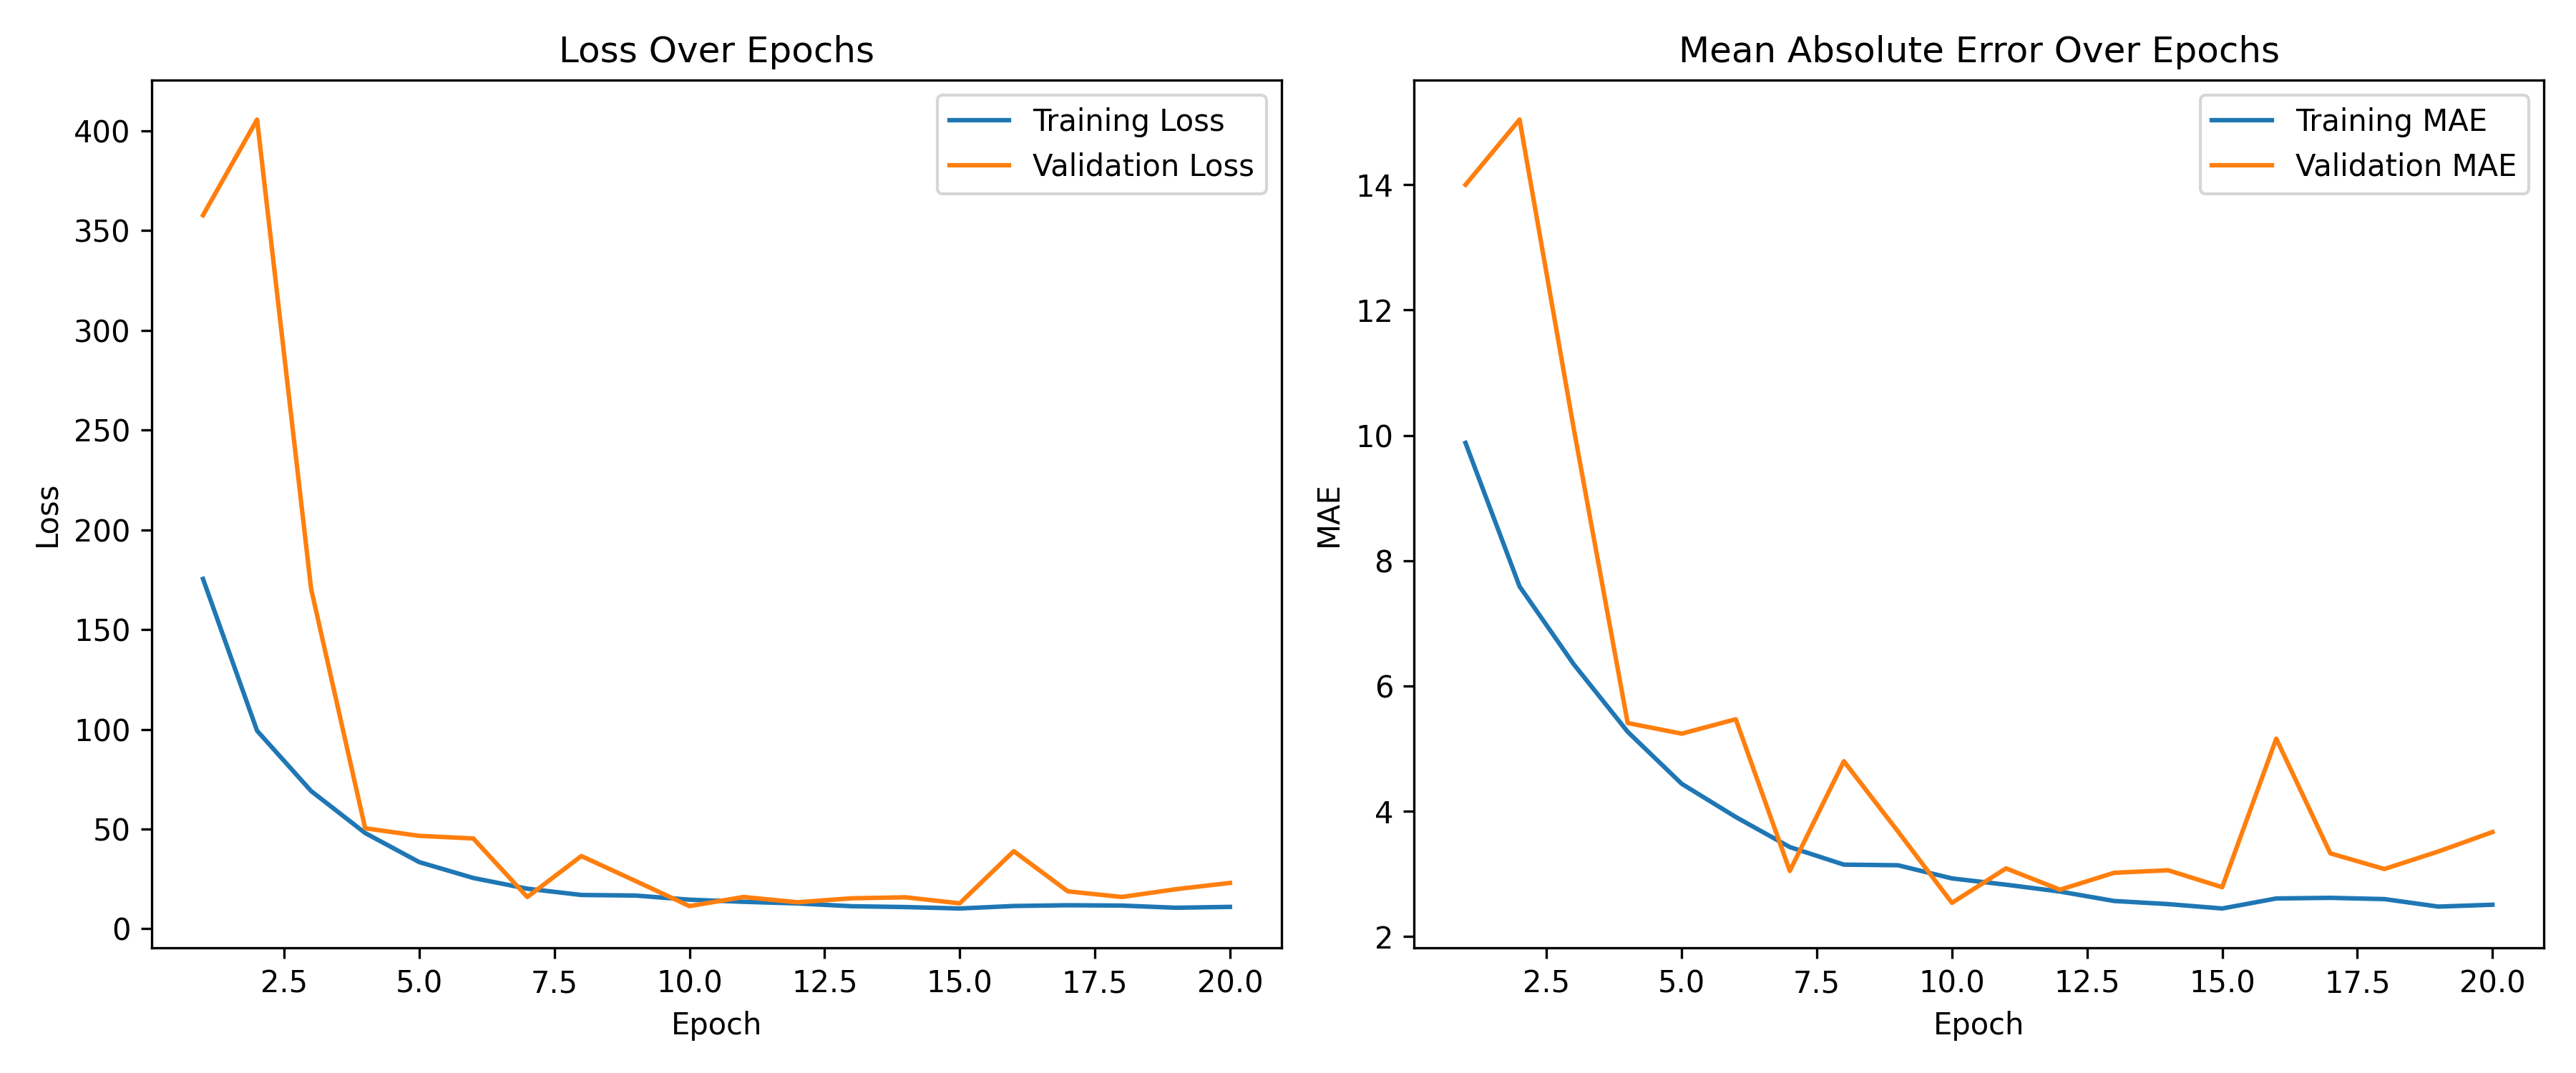 Loss Over Epochs
Training Loss
Validation Loss
400
350
300
250
200
150
100
50
0
Loss
2.5 5.0 7.5 10.0 12.5 15.0 17.5 20.0
Epoch
Mean Absolute Error Over Epochs
Training MAE
Validation MAE
14
12
10
8
6
4
2
MAE
2.5 5.0 7.5 10.0 12.5 15.0 17.5 20.0
Epoch